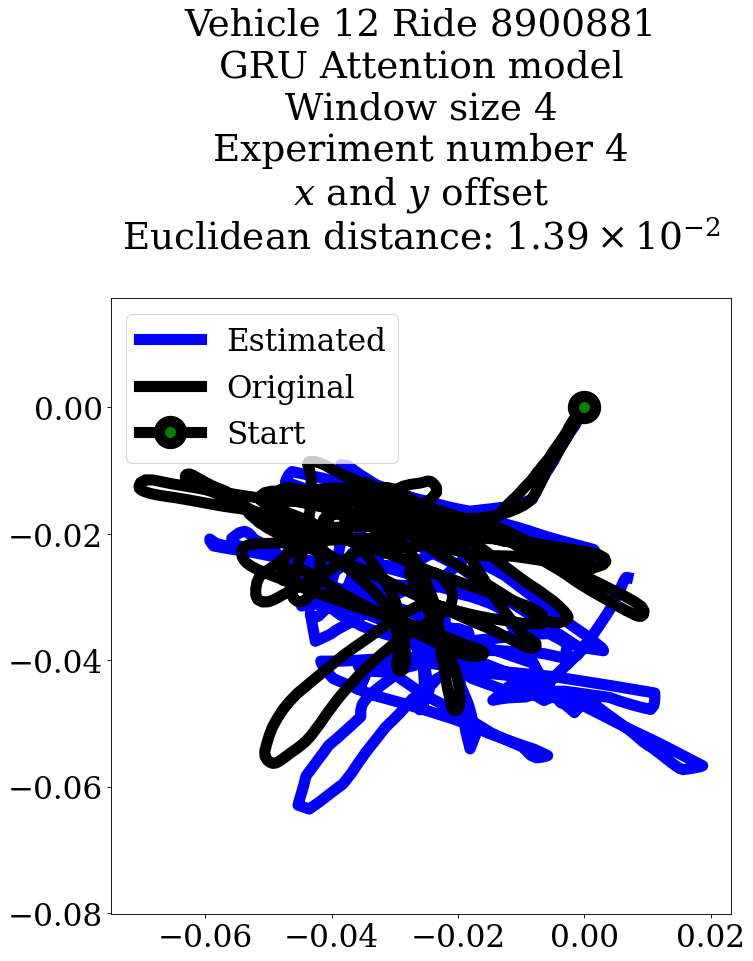 Vehicle 12 Ride 8900881
GRU Attention model
Window size 4
Experiment number 4
x and y offset
Euclidean distance: 1.39 × 10⁻²
Estimated
Original
Start
0.00
−0.02
−0.04
−0.06
−0.08
−0.06 −0.04 −0.02 0.00 0.02